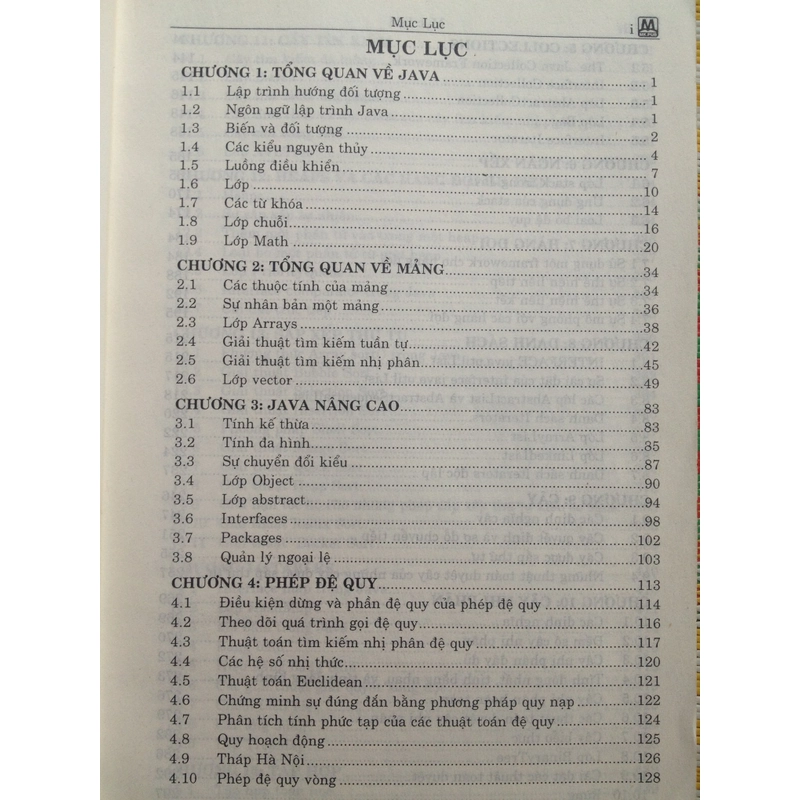 Mục Lục i
MỤC LỤC
CHƯƠNG 1: TỔNG QUAN VỀ JAVA 1
1.1 Lập trình hướng đối tượng 1
1.2 Ngôn ngữ lập trình Java 1
1.3 Biến và đối tượng 2
1.4 Các kiểu nguyên thủy 4
1.5 Luồng điều khiển 7
1.6 Lớp 10
1.7 Các từ khóa 14
1.8 Lớp chuỗi 16
1.9 Lớp Math 20
CHƯƠNG 2: TỔNG QUAN VỀ MẢNG 34
2.1 Các thuộc tính của mảng 34
2.2 Sự nhân bản một mảng 36
2.3 Lớp Arrays 38
2.4 Giải thuật tìm kiếm tuần tự 42
2.5 Giải thuật tìm kiếm nhị phân 45
2.6 Lớp vector 49
CHƯƠNG 3: JAVA NÂNG CAO 83
3.1 Tính kế thừa 83
3.2 Tính đa hình 35
3.3 Sự chuyển đổi kiểu 87
3.4 Lớp Object 90
3.5 Lớp abstract 94
3.6 Interfaces 98
3.7 Packages 102
3.8 Quản lý ngoại lệ 103
CHƯƠNG 4: PHÉP ĐỆ QUY 113
4.1 Điều kiện dừng và phần đệ quy của phép đệ quy 114
4.2 Theo dõi quá trình gọi đệ quy 116
4.3 Thuật toán tìm kiếm nhị phân đệ quy 117
4.4 Các hệ số nhị thức 120
4.5 Thuật toán Euclidean 121
4.6 Chứng minh sự đúng đắn bằng phương pháp quy nạp 122
4.7 Phân tích tính phức tạp của các thuật toán đệ quy 124
4.8 Quy hoạch động 125
4.9 Tháp Hà Nội 126
4.10 Phép đệ quy vòng 128